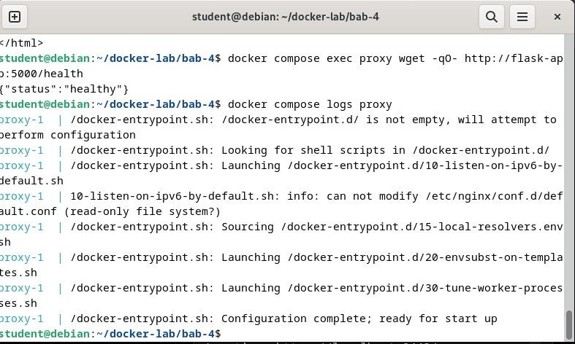 student@debian: ~/docker-lab/bab-4
</html>
student@debian:~/docker-lab/bab-4$ docker compose exec proxy wget -qO- http://flask-ap
p:5000/health
{"status":"healthy"}
student@debian:~/docker-lab/bab-4$ docker compose logs proxy
proxy-1  | /docker-entrypoint.sh: /docker-entrypoint.d/ is not empty, will attempt to
perform configuration
proxy-1  | /docker-entrypoint.sh: Looking for shell scripts in /docker-entrypoint.d/
proxy-1  | /docker-entrypoint.sh: Launching /docker-entrypoint.d/10-listen-on-ipv6-by-
default.sh
proxy-1  | 10-listen-on-ipv6-by-default.sh: info: can not modify /etc/nginx/conf.d/def
ault.conf (read-only file system?)
proxy-1  | /docker-entrypoint.sh: Sourcing /docker-entrypoint.d/15-local-resolvers.env
sh
proxy-1  | /docker-entrypoint.sh: Launching /docker-entrypoint.d/20-envsubst-on-templa
tes.sh
proxy-1  | /docker-entrypoint.sh: Launching /docker-entrypoint.d/30-tune-worker-proces
ses.sh
proxy-1  | /docker-entrypoint.sh: Configuration complete; ready for start up
student@debian:~/docker-lab/bab-4$